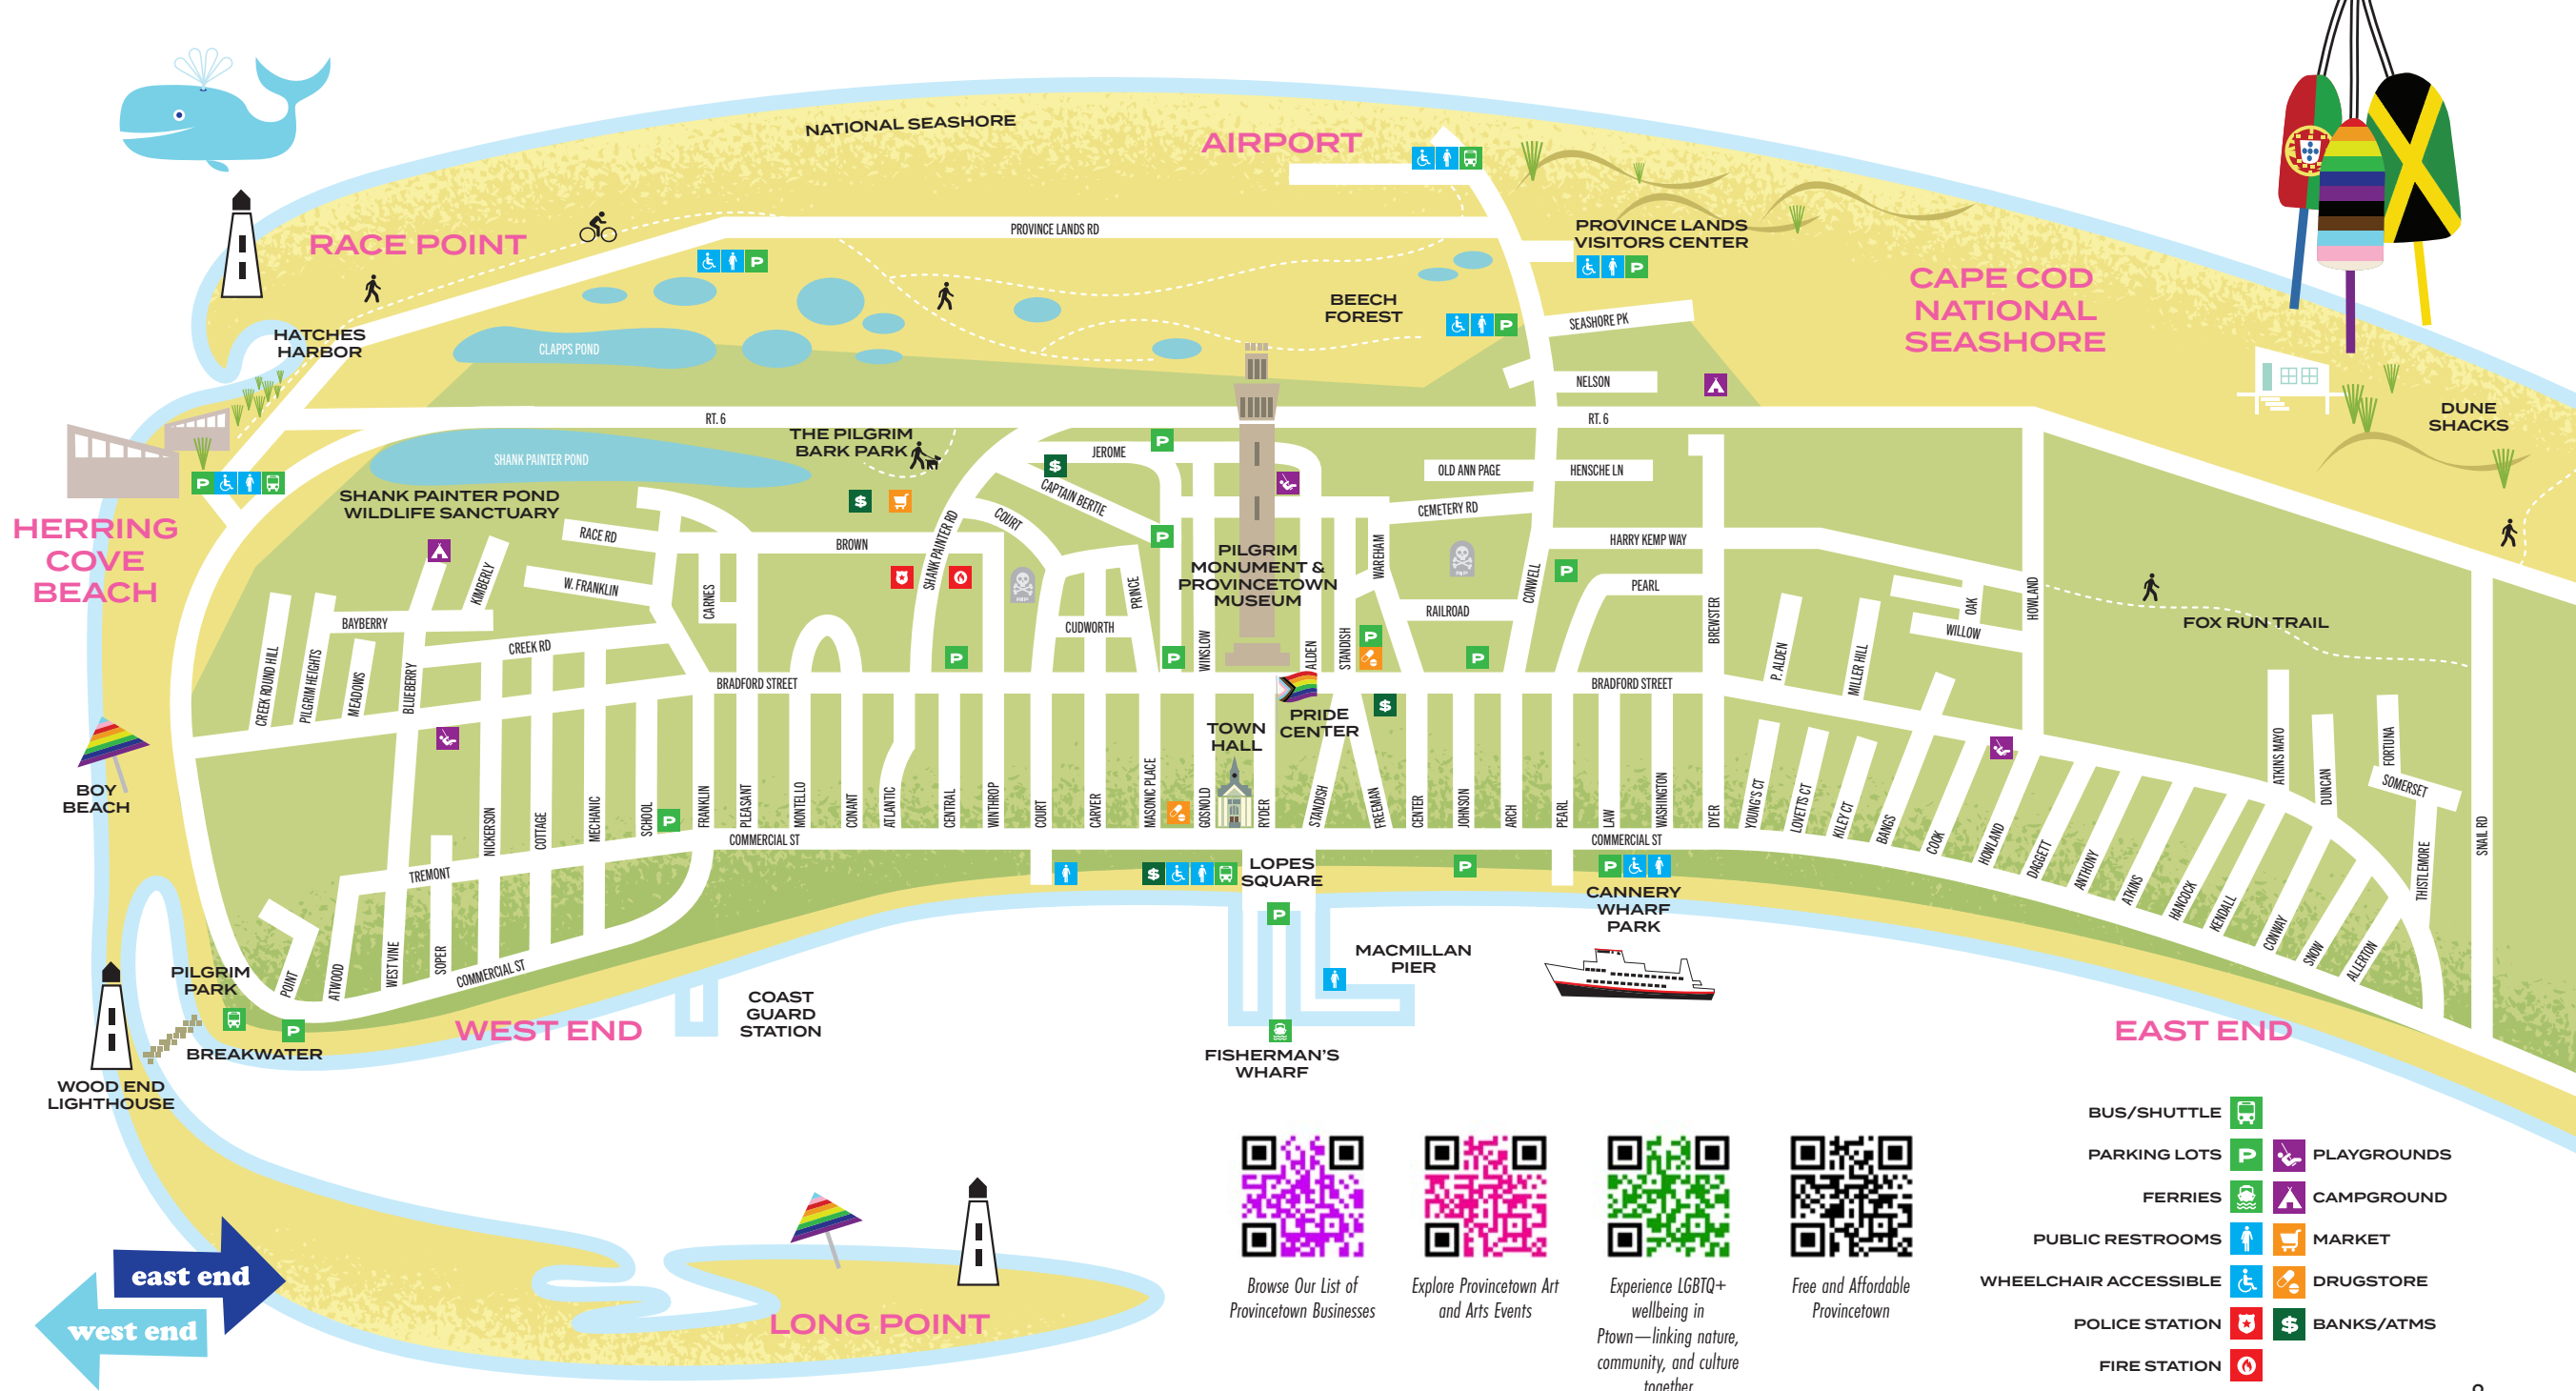 NATIONAL SEASHORE
AIRPORT
RACE POINT
PROVINCE LANDS RD
PROVINCE LANDS
VISITORS CENTER
CAPE COD
NATIONAL
SEASHORE
BEECH
FOREST
SEASHORE PK
HATCHES
HARBOR
CLAPPS POND
NELSON
RT. 6
RT. 6
DUNE
SHACKS
THE PILGRIM
BARK PARK
SHANK PAINTER POND
JEROME
CAPTAIN BERTIE
OLD ANN PAGE
HENSCHE LN
SHANK PAINTER POND
WILDLIFE SANCTUARY
HERRING
COVE
BEACH
RACE RD
BROWN
SHANK PAINTER RD
COURT
CEMETERY RD
HARRY KEMP WAY
PILGRIM
MONUMENT &
PROVINCETOWN
MUSEUM
WAREHAM
KIMBERLY
W. FRANKLIN
CARNES
PRINCE
CONWELL
PEARL
BREWSTER
OAK
HOWLAND
RIP
RIP
BAYBERRY
CUDWORTH
RAILROAD
WILLOW
FOX RUN TRAIL
CREEK ROUND HILL
PILGRIM HEIGHTS
MEADOWS
BLUEBERRY
CREEK RD
WINSLOW
ALDEN
STANDISH
P. ALDEN
MILLER HILL
BRADFORD STREET
BRADFORD STREET
PRIDE
CENTER
TOWN
HALL
BOY
BEACH
NICKERSON
COTTAGE
MECHANIC
SCHOOL
FRANKLIN
PLEASANT
MONTELLO
CONANT
ATLANTIC
CENTRAL
WINTHROP
COURT
CARVER
MASONIC PLACE
GOSNOLD
RYDER
STANDISH
FREEMAN
CENTER
JOHNSON
ARCH
PEARL
LAW
WASHINGTON
DYER
YOUNG'S CT
LOVETTS CT
KILEY CT
BANGS
COOK
HOWLAND
DAGGETT
ANTHONY
ATKINS
HANCOCK
KENDALL
CONWAY
SNOW
ALLERTON
ATKINS MAYO
DUNCAN
FORTUNA
SOMERSET
THISTLEMORE
SNAIL RD
COMMERCIAL ST
COMMERCIAL ST
TREMONT
LOPES
SQUARE
CANNERY
WHARF
PARK
POINT
ATWOOD
WEST VINE
SOPER
COMMERCIAL ST
MACMILLAN
PIER
PILGRIM
PARK
COAST
GUARD
STATION
WEST END
EAST END
BREAKWATER
FISHERMAN'S
WHARF
WOOD END
LIGHTHOUSE
LONG POINT
east end
west end
Browse Our List of
Provincetown Businesses
Explore Provincetown Art
and Arts Events
Experience LGBTQ+
wellbeing in
Ptown—linking nature,
community, and culture
together
Free and Affordable
Provincetown
BUS/SHUTTLE
PARKING LOTS P PLAYGROUNDS
FERRIES CAMPGROUND
PUBLIC RESTROOMS MARKET
WHEELCHAIR ACCESSIBLE DRUGSTORE
POLICE STATION $ BANKS/ATMS
FIRE STATION